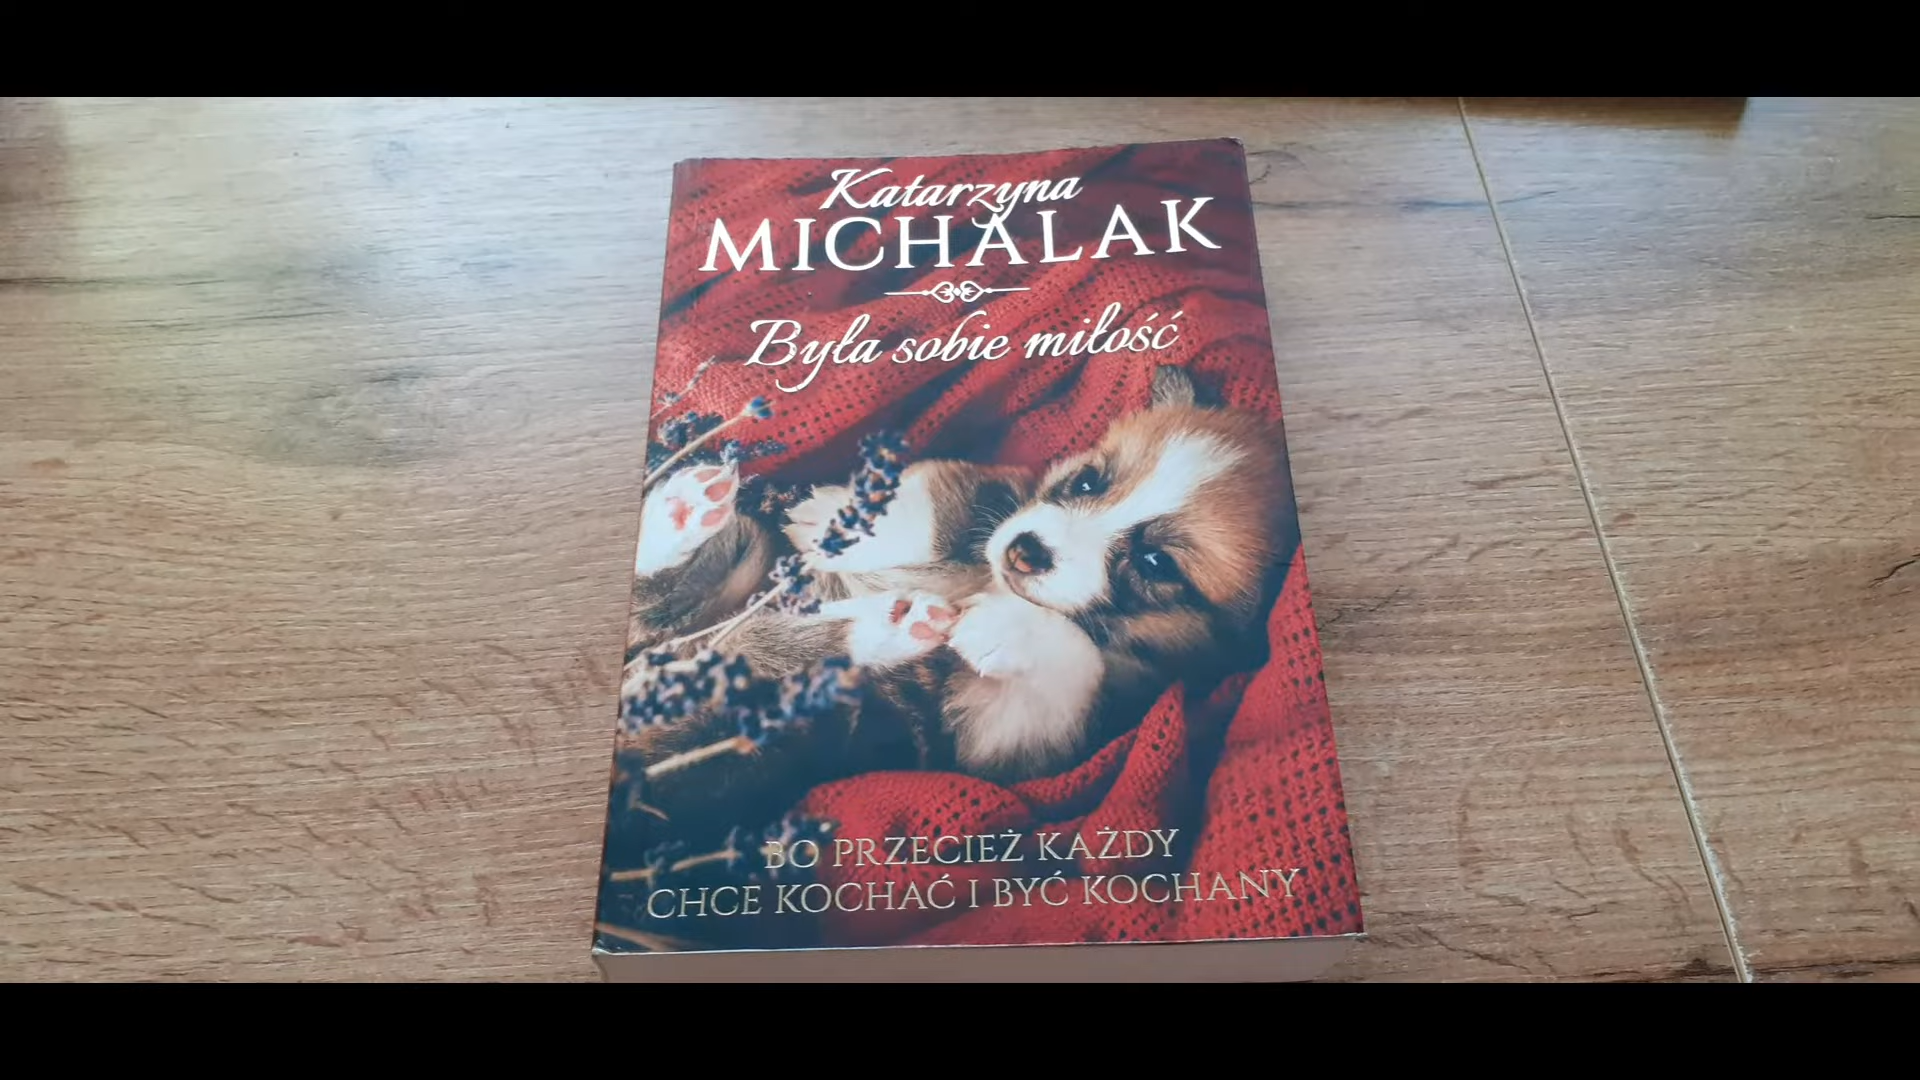 Katarzyna
MICHALAK
Była sobie miłość
BO PRZECIEŻ KAŻDY
CHCE KOCHAĆ I BYĆ KOCHANY